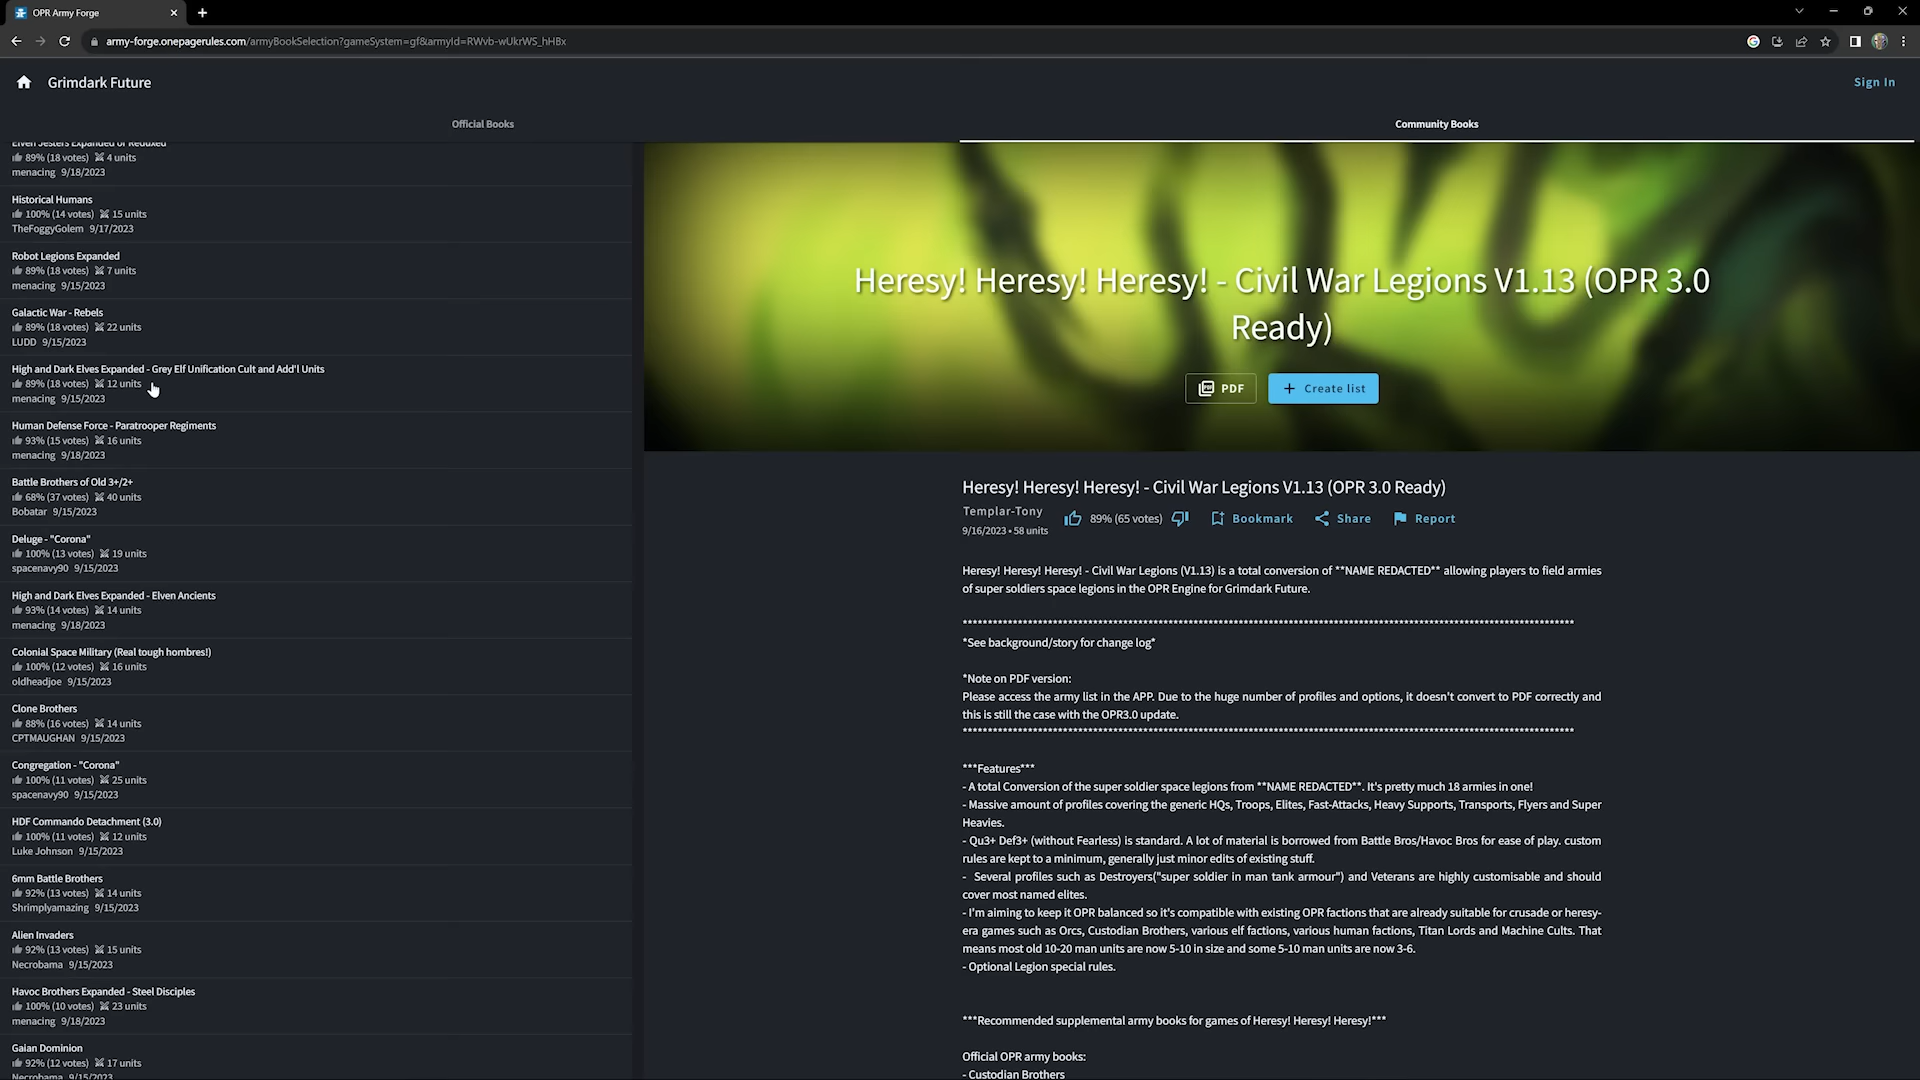 OPR Army Forge
army-forge.onepagerules.com/armyBookSelection?gameSystem=gf&armyId=RWvb-wUkrWS_hHBx
Grimdark Future
Sign In
Official Books
Community Books
Elven Jesters Expanded or Reduxed
89% (18 votes) 4 units
menacing 9/18/2023
Historical Humans
100% (14 votes) 15 units
TheFoggyGolem 9/17/2023
Robot Legions Expanded
89% (18 votes) 7 units
menacing 9/15/2023
Galactic War - Rebels
89% (18 votes) 22 units
LUDD 9/15/2023
High and Dark Elves Expanded - Grey Elf Unification Cult and Add'l Units
89% (18 votes) 12 units
menacing 9/15/2023
Human Defense Force - Paratrooper Regiments
93% (15 votes) 16 units
menacing 9/18/2023
Battle Brothers of Old 3+/2+
68% (37 votes) 40 units
Bobatar 9/15/2023
Deluge - "Corona"
100% (13 votes) 19 units
spacenavy90 9/15/2023
High and Dark Elves Expanded - Elven Ancients
93% (14 votes) 14 units
menacing 9/18/2023
Colonial Space Military (Real tough hombres!)
100% (12 votes) 16 units
oldheadjoe 9/15/2023
Clone Brothers
88% (16 votes) 14 units
CPTMAUGHAN 9/15/2023
Congregation - "Corona"
100% (11 votes) 25 units
spacenavy90 9/15/2023
HDF Commando Detachment (3.0)
100% (11 votes) 12 units
Luke Johnson 9/15/2023
6mm Battle Brothers
92% (13 votes) 14 units
Shrimplyamazing 9/15/2023
Alien Invaders
92% (13 votes) 15 units
Necrobama 9/15/2023
Havoc Brothers Expanded - Steel Disciples
100% (10 votes) 23 units
menacing 9/18/2023
Gaian Dominion
92% (12 votes) 17 units
Necrobama 9/15/2023
Heresy! Heresy! Heresy! - Civil War Legions V1.13 (OPR 3.0
Ready)
PDF
+ Create list
Heresy! Heresy! Heresy! - Civil War Legions V1.13 (OPR 3.0 Ready)
Templar-Tony
89% (65 votes) Bookmark Share Report
9/16/2023 • 58 units
Heresy! Heresy! Heresy! - Civil War Legions (V1.13) is a total conversion of **NAME REDACTED** allowing players to field armies
of super soldiers space legions in the OPR Engine for Grimdark Future.
*See background/story for change log*
*Note on PDF version:
Please access the army list in the APP. Due to the huge number of profiles and options, it doesn't convert to PDF correctly and
this is still the case with the OPR3.0 update.
***Features***
- A total Conversion of the super soldier space legions from **NAME REDACTED**. It's pretty much 18 armies in one!
- Massive amount of profiles covering the generic HQs, Troops, Elites, Fast-Attacks, Heavy Supports, Transports, Flyers and Super
Heavies.
- Qu3+ Def3+ (without Fearless) is standard. A lot of material is borrowed from Battle Bros/Havoc Bros for ease of play. custom
rules are kept to a minimum, generally just minor edits of existing stuff.
- Several profiles such as Destroyers("super soldier in man tank armour") and Veterans are highly customisable and should
cover most named elites.
- I'm aiming to keep it OPR balanced so it's compatible with existing OPR factions that are already suitable for crusade or heresy-
era games such as Orcs, Custodian Brothers, various elf factions, various human factions, Titan Lords and Machine Cults. That
means most old 10-20 man units are now 5-10 in size and some 5-10 man units are now 3-6.
- Optional Legion special rules.
***Recommended supplemental army books for games of Heresy! Heresy! Heresy!***
Official OPR army books:
- Custodian Brothers